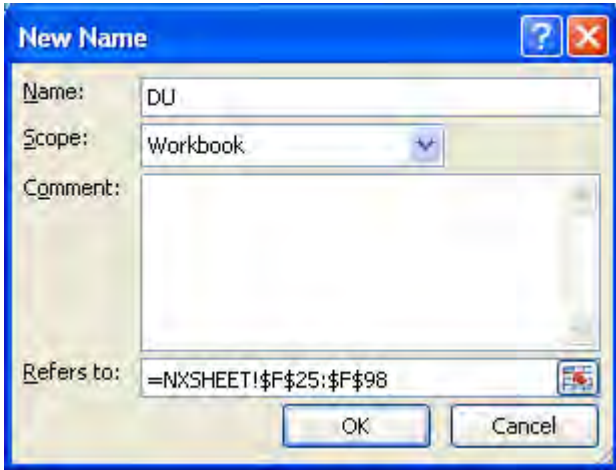 New Name
Name: DU
Scope: Workbook
Comment:
Refers to: =NXSHEET!$F$25:$F$98
OK Cancel